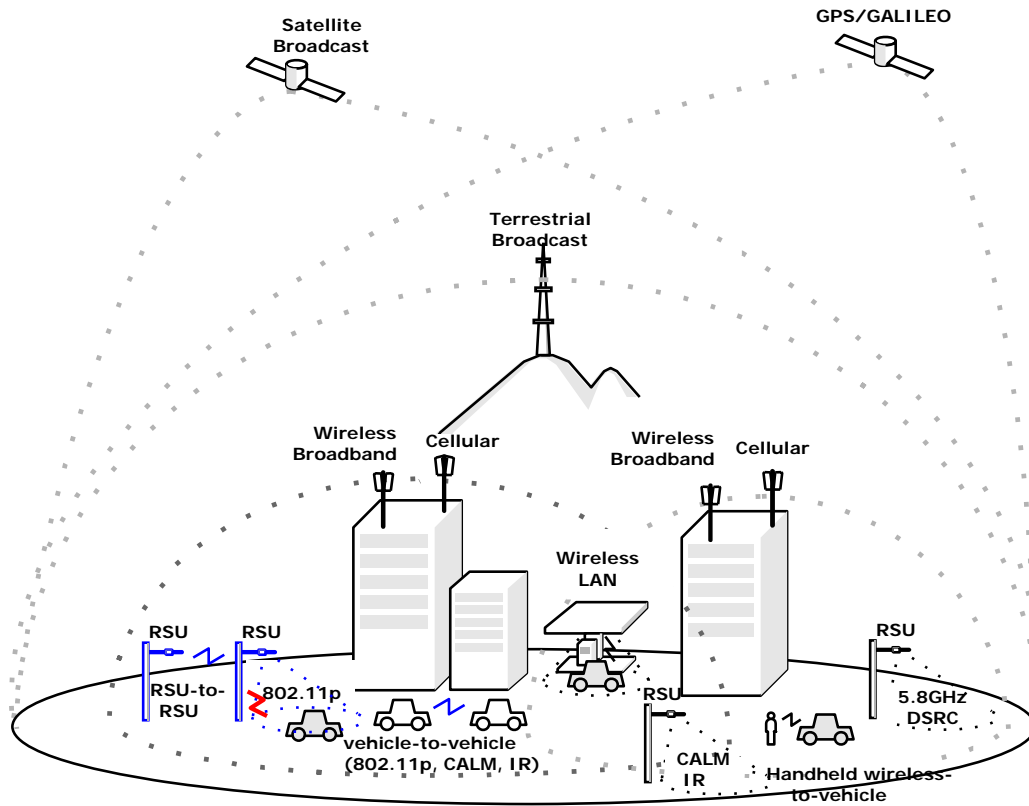 Satellite
Broadcast
GPS/GALILEO
Terrestrial
Broadcast
Wireless
Broadband
Cellular
Wireless
Broadband
Cellular
Wireless
LAN
RSU
RSU
RSU-to-
RSU
802.11p
vehicle-to-vehicle
(802.11p, CALM, IR)
RSU
CALM
IR
Handheld wireless-
to-vehicle
RSU
5.8GHz
DSRC